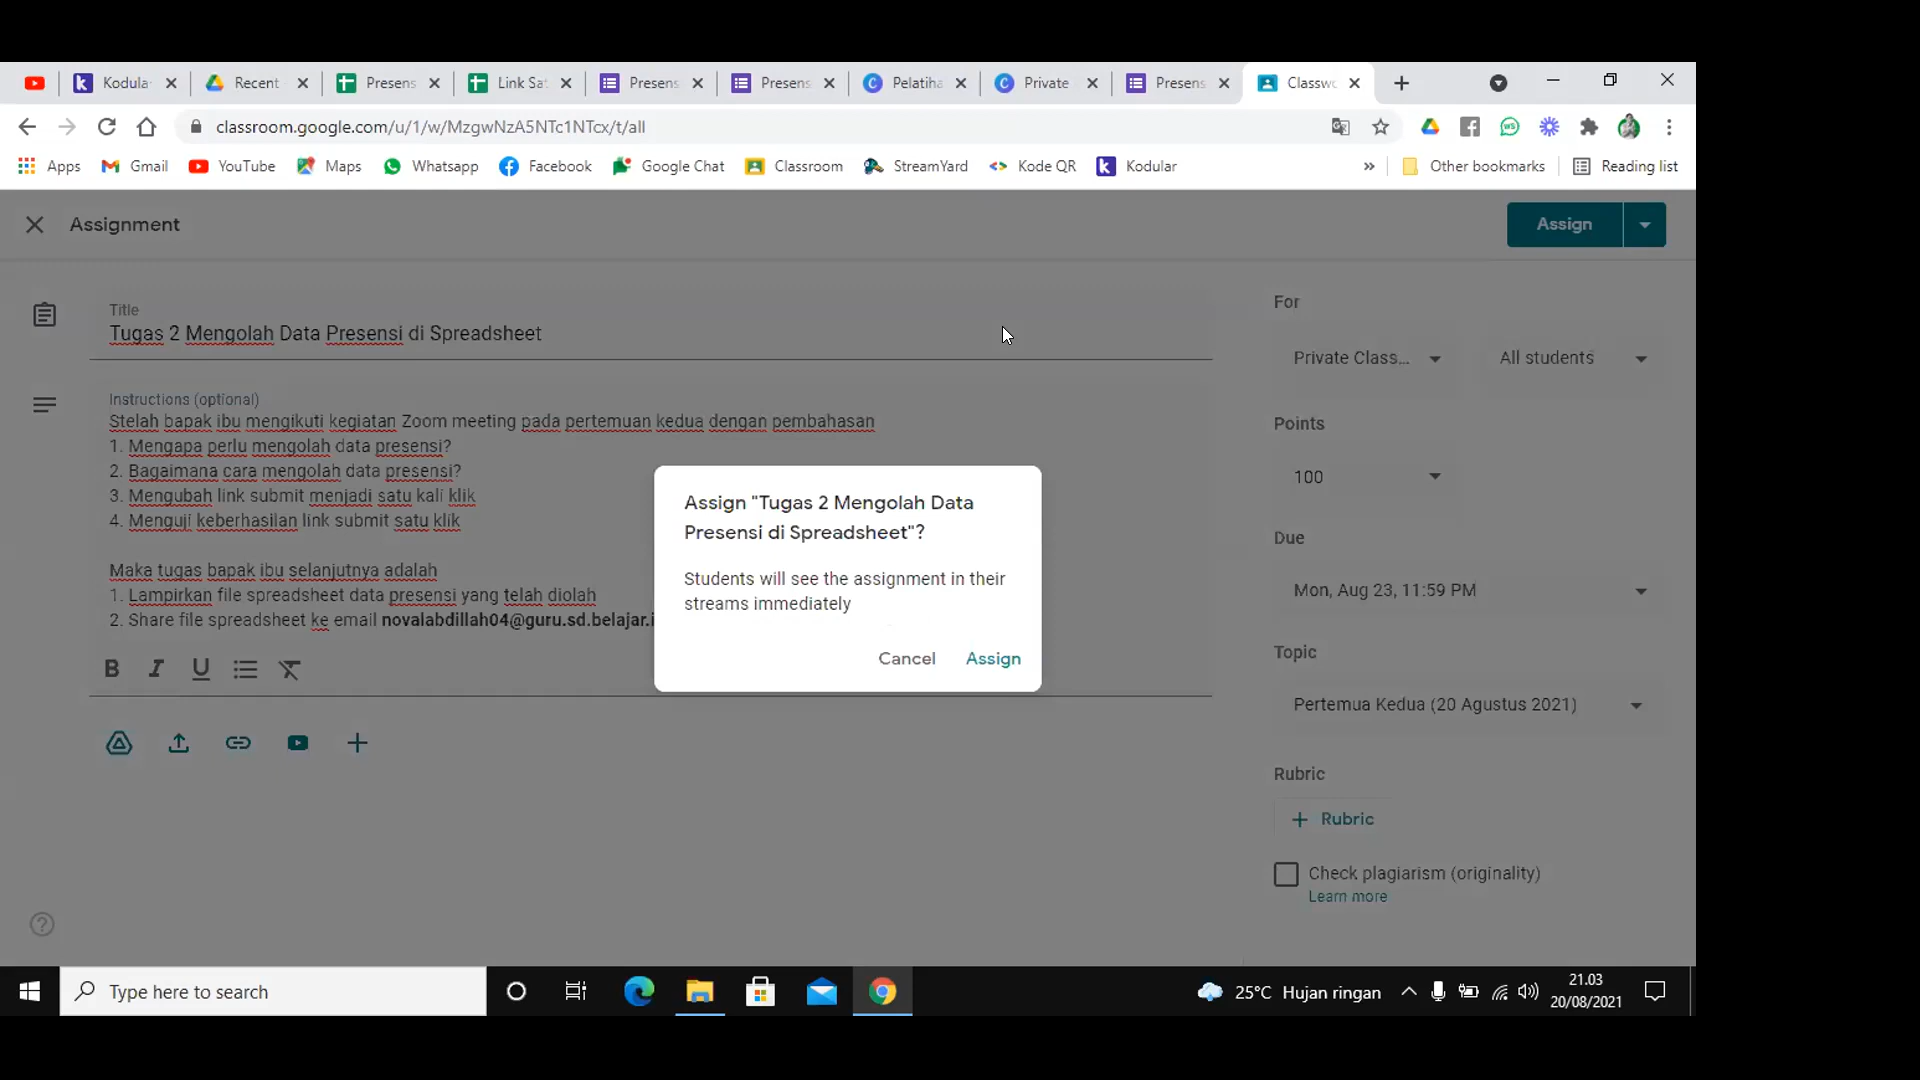 Kodula
Recent
Presens
Link Sat
Presens
Presens
Pelatiha
Private
Presens
Classwo
classroom.google.com/u/1/w/MzgwNzA5NTc1NTcx/t/all
Apps
Gmail
YouTube
Maps
Whatsapp
Facebook
Google Chat
Classroom
StreamYard
Kode QR
Kodular
Other bookmarks
Reading list
Assignment
Assign
Title
Tugas 2 Mengolah Data Presensi di Spreadsheet
Instructions (optional)
Stelah bapak ibu mengikuti kegiatan Zoom meeting pada pertemuan kedua dengan pembahasan
1. Mengapa perlu mengolah data presensi?
2. Bagaimana cara mengolah data presensi?
3. Mengubah link submit menjadi satu kali klik
4. Menguji keberhasilan link submit satu klik
Maka tugas bapak ibu selanjutnya adalah
1. Lampirkan file spreadsheet data presensi yang telah diolah
2. Share file spreadsheet ke email novalabdillah04@guru.sd.belajar.i
B I U
For
Private Class...
All students
Points
100
Due
Mon, Aug 23, 11:59 PM
Topic
Pertemua Kedua (20 Agustus 2021)
Rubric
+ Rubric
Check plagiarism (originality)
Learn more
Assign "Tugas 2 Mengolah Data
Presensi di Spreadsheet"?
Students will see the assignment in their
streams immediately
Cancel
Assign
Type here to search
25°C Hujan ringan
21.03
20/08/2021